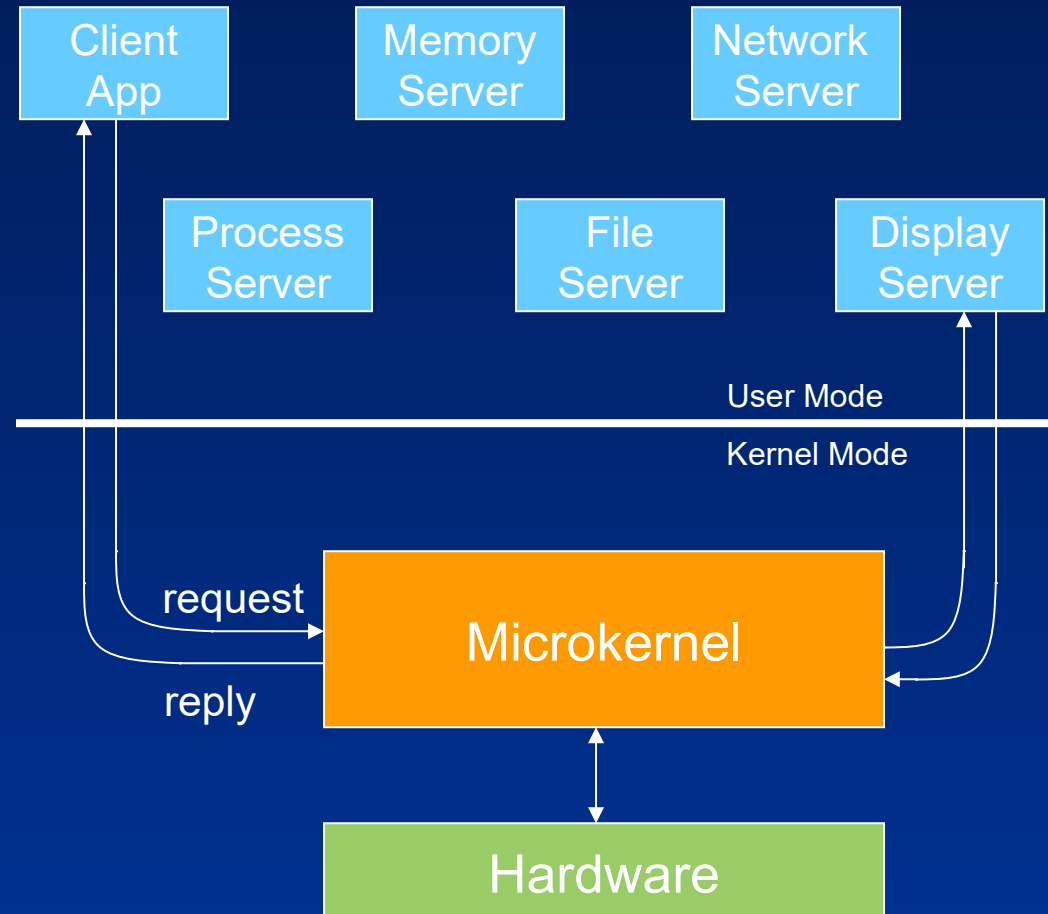 Client
App
Memory
Server
Network
Server
Process
Server
File
Server
Display
Server
User Mode
Kernel Mode
request
Microkernel
reply
Hardware